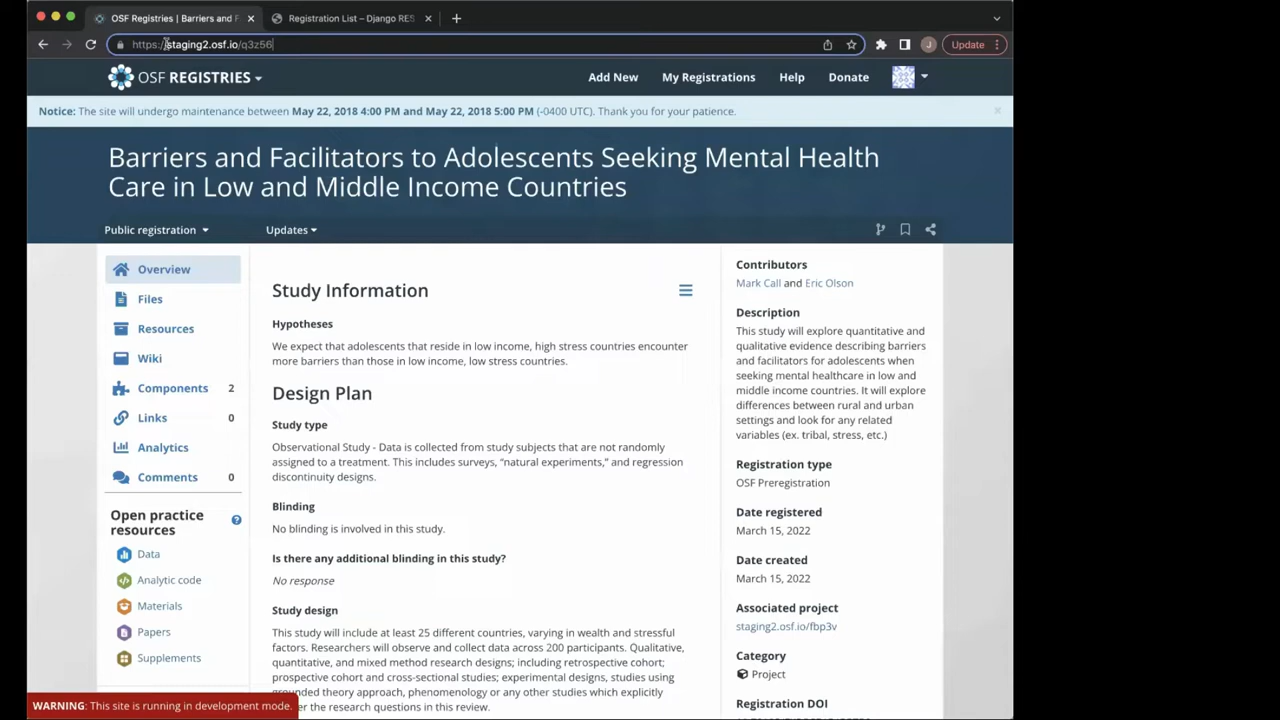 OSF Registries | Barriers and F
Registration List – Django RES
https://staging2.osf.io/q3z56
J
Update
OSF REGISTRIES
Add New
My Registrations
Help
Donate
Notice: The site will undergo maintenance between May 22, 2018 4:00 PM and May 22, 2018 5:00 PM (-0400 UTC). Thank you for your patience.
Barriers and Facilitators to Adolescents Seeking Mental Health
Care in Low and Middle Income Countries
Public registration
Updates
Overview
Files
Resources
Wiki
Components 2
Links 0
Analytics
Comments 0
Open practice
resources
Data
Analytic code
Materials
Papers
Supplements
Study Information
Hypotheses
We expect that adolescents that reside in low income, high stress countries encounter
more barriers than those in low income, low stress countries.
Design Plan
Study type
Observational Study - Data is collected from study subjects that are not randomly
assigned to a treatment. This includes surveys, “natural experiments,” and regression
discontinuity designs.
Blinding
No blinding is involved in this study.
Is there any additional blinding in this study?
No response
Study design
This study will include at least 25 different countries, varying in wealth and stressful
factors. Researchers will observe and collect data across 200 participants. Qualitative,
quantitative, and mixed method research designs; including retrospective cohort;
prospective cohort and cross-sectional studies; experimental designs, studies using
grounded theory approach, phenomenology or any other studies which explicitly
er the research questions in this review.
Contributors
Mark Call and Eric Olson
Description
This study will explore quantitative and
qualitative evidence describing barriers
and facilitators for adolescents when
seeking mental healthcare in low and
middle income countries. It will explore
differences between rural and urban
settings and look for any related
variables (ex. tribal, stress, etc.)
Registration type
OSF Preregistration
Date registered
March 15, 2022
Date created
March 15, 2022
Associated project
staging2.osf.io/fbp3v
Category
Project
Registration DOI
WARNING: This site is running in development mode.